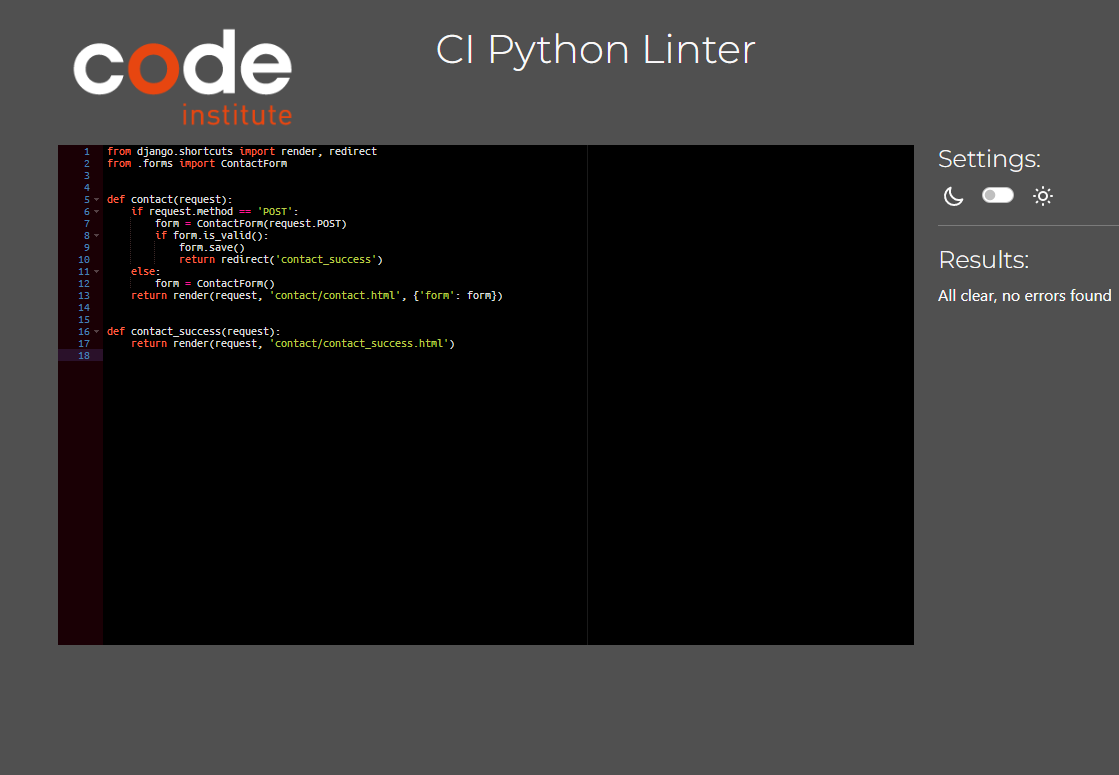 code
institute
CI Python Linter
1 from django.shortcuts import render, redirect
2 from .forms import ContactForm
3
4
5 def contact(request):
6     if request.method == 'POST':
7         form = ContactForm(request.POST)
8         if form.is_valid():
9             form.save()
10             return redirect('contact_success')
11     else:
12         form = ContactForm()
13     return render(request, 'contact/contact.html', {'form': form})
14
15
16 def contact_success(request):
17     return render(request, 'contact/contact_success.html')
18
Settings:
Results:
All clear, no errors found